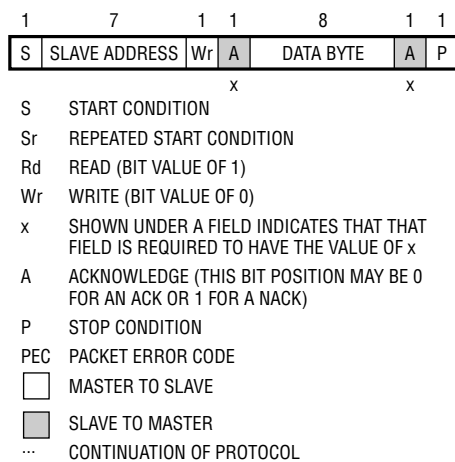 1 7 1 1 8 1 1
S SLAVE ADDRESS Wr A DATA BYTE A P
x x
S START CONDITION
Sr REPEATED START CONDITION
Rd READ (BIT VALUE OF 1)
Wr WRITE (BIT VALUE OF 0)
x SHOWN UNDER A FIELD INDICATES THAT THAT
FIELD IS REQUIRED TO HAVE THE VALUE OF x
A ACKNOWLEDGE (THIS BIT POSITION MAY BE 0
FOR AN ACK OR 1 FOR A NACK)
P STOP CONDITION
PEC PACKET ERROR CODE
MASTER TO SLAVE
SLAVE TO MASTER
... CONTINUATION OF PROTOCOL